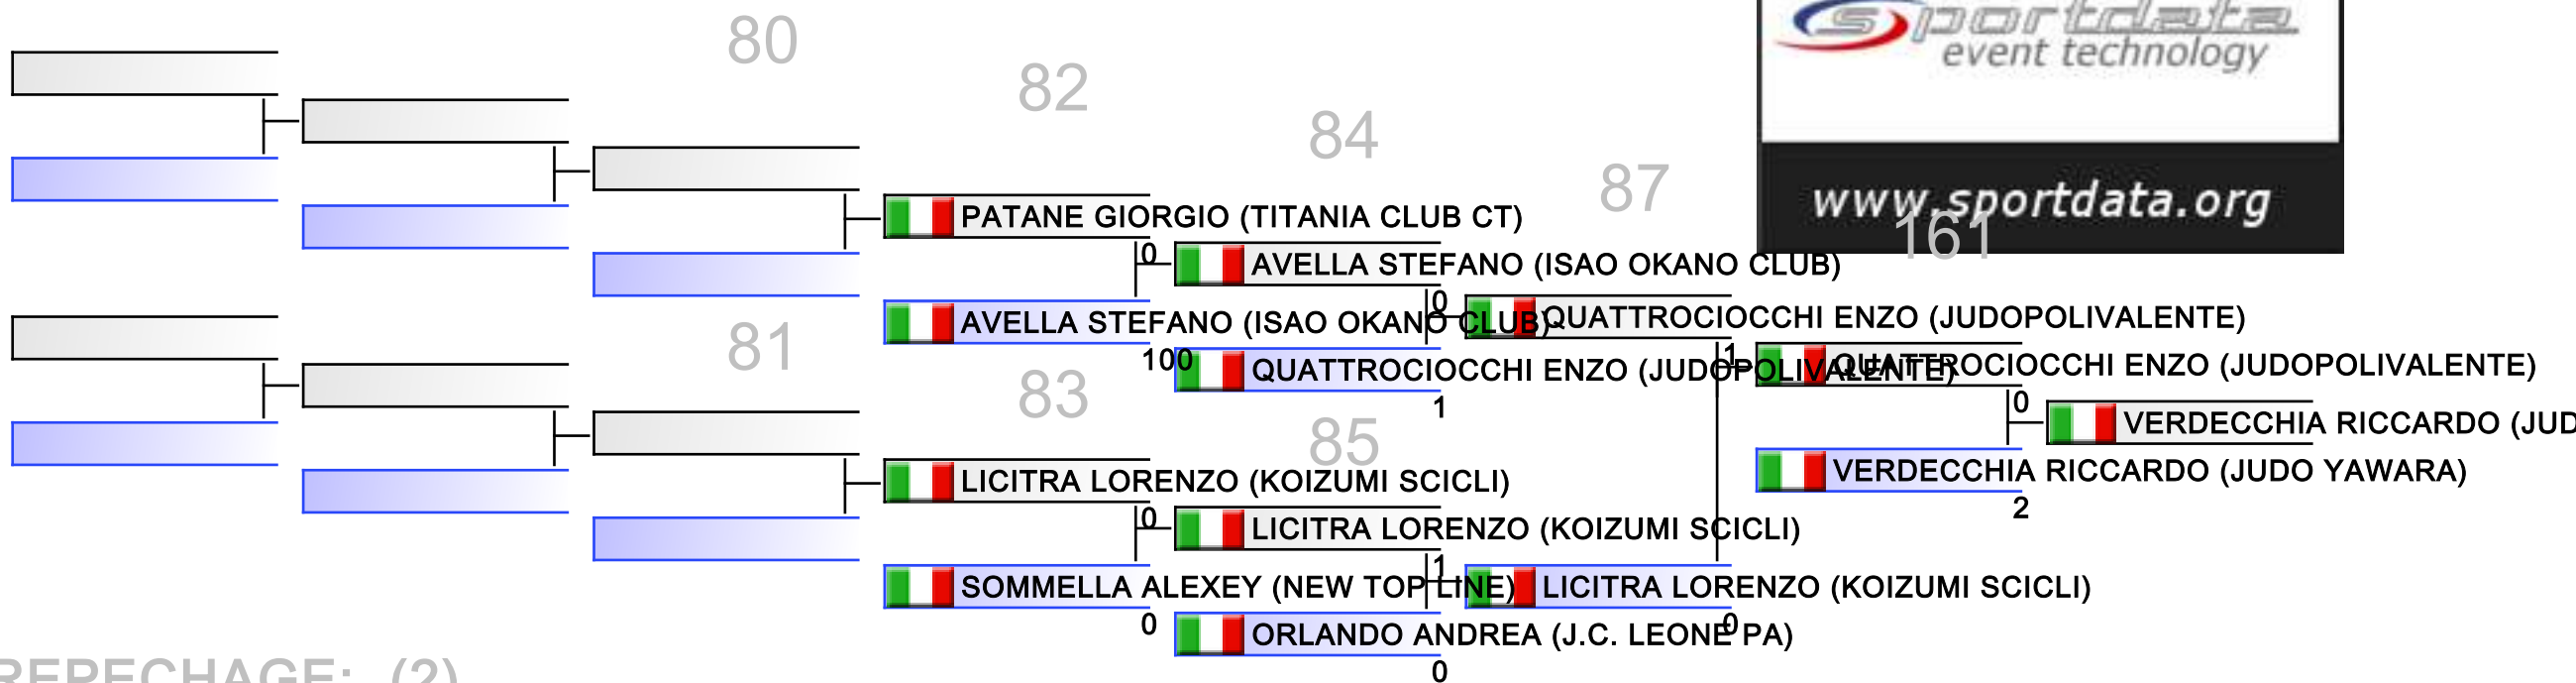 sportdata
event technology
www.sportdata.org
80
82
84
87
161
PATANE GIORGIO (TITANIA CLUB CT)
0
AVELLA STEFANO (ISAO OKANO CLUB)
0
AVELLA STEFANO (ISAO OKANO CLUB)
100
QUATTROCIOCCHI ENZO (JUDOPOLIVALENTE)
1
QUATTROCIOCCHI ENZO (JUDOPOLIVALENTE)
1
QUATTROCIOCCHI ENZO (JUDOPOLIVALENTE)
0
VERDECCHIA RICCARDO (JUD
VERDECCHIA RICCARDO (JUDO YAWARA)
2
81
83
85
LICITRA LORENZO (KOIZUMI SCICLI)
0
LICITRA LORENZO (KOIZUMI SCICLI)
1
SOMMELLA ALEXEY (NEW TOP LINE)
0
LICITRA LORENZO (KOIZUMI SCICLI)
0
ORLANDO ANDREA (J.C. LEONE PA)
0
REPECHAGE: (2)